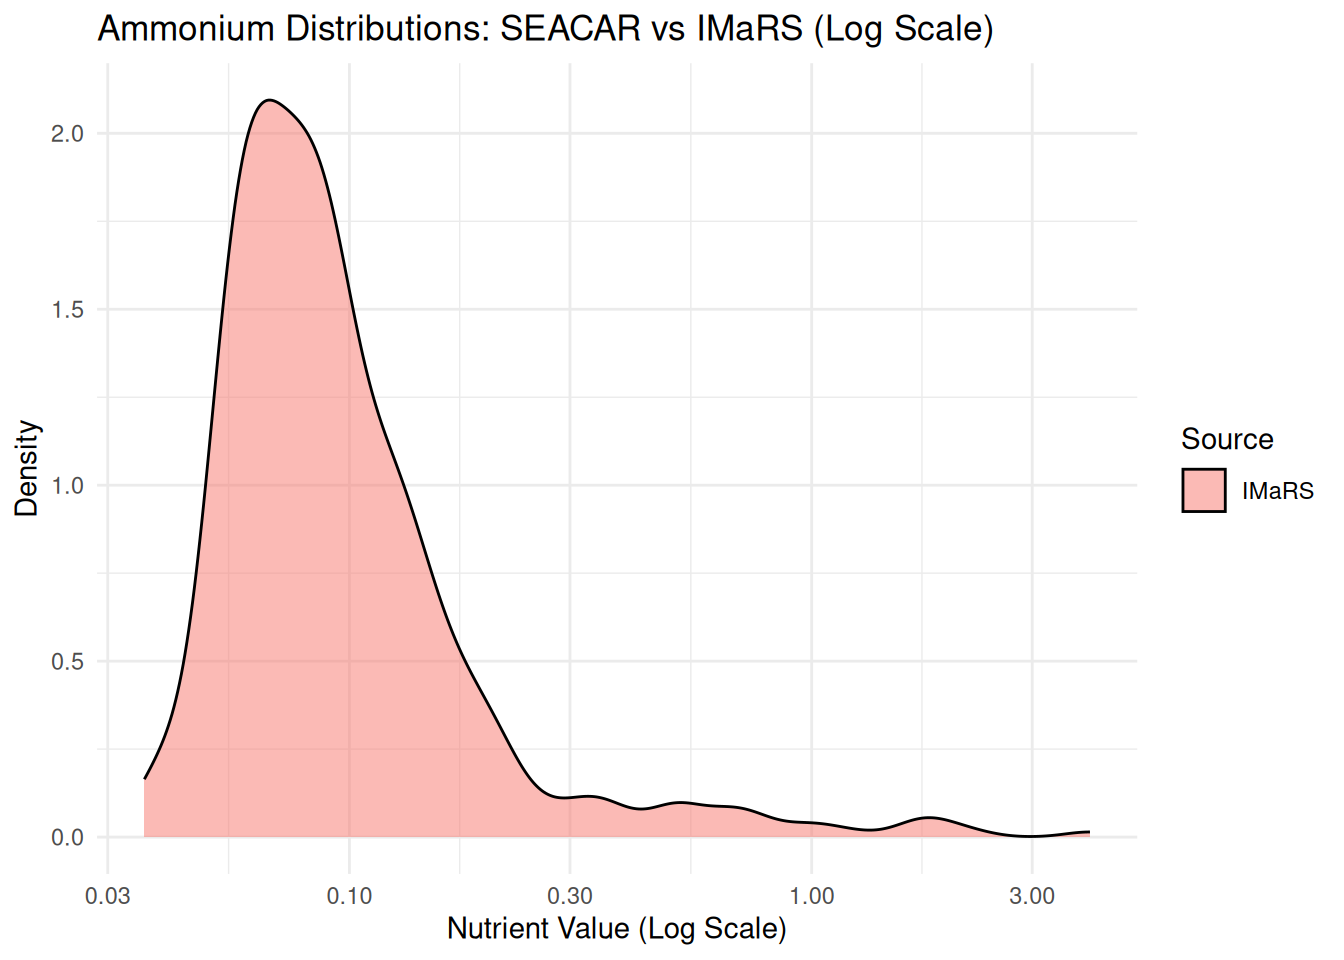 Ammonium Distributions: SEACAR vs IMaRS (Log Scale)
Density
2.0
1.5
1.0
0.5
0.0
0.03 0.10 0.30 1.00 3.00
Nutrient Value (Log Scale)
Source
IMaRS